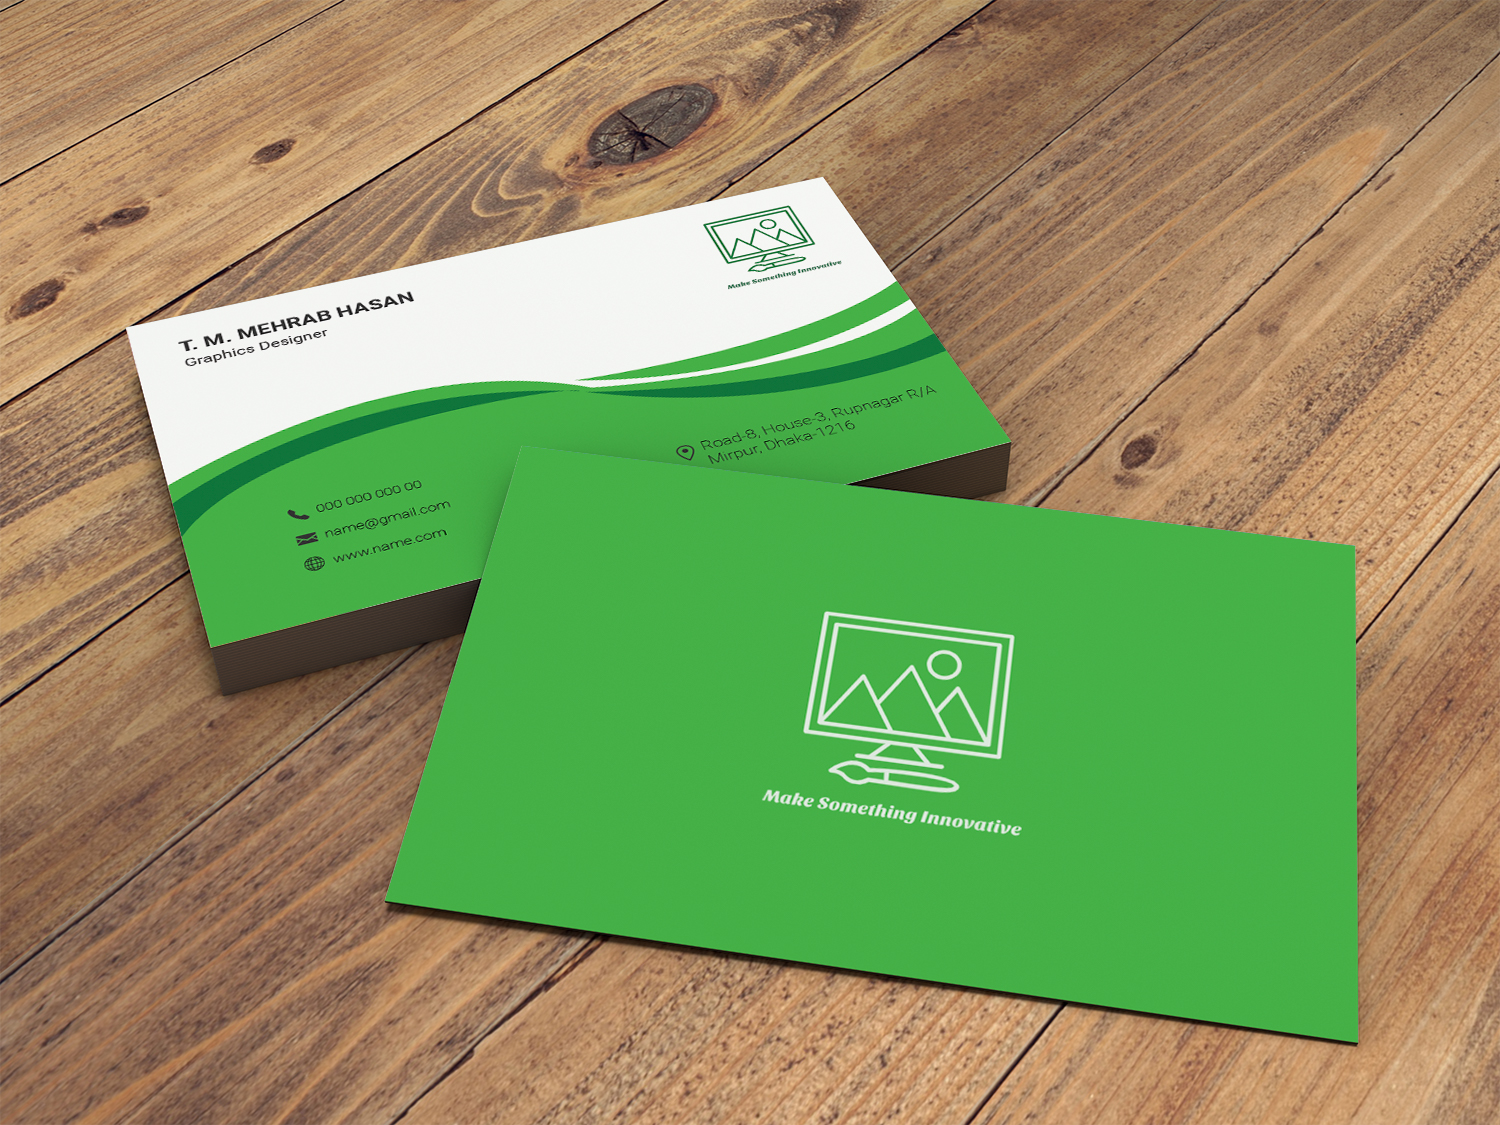 T. M. MEHRAB HASAN
Graphics Designer
Make Something Innovative
000 000 000 00
name@gmail.com
www.name.com
Road-8, House-3, Rupnagar R/A
Mirpur, Dhaka-1216
Make Something Innovative